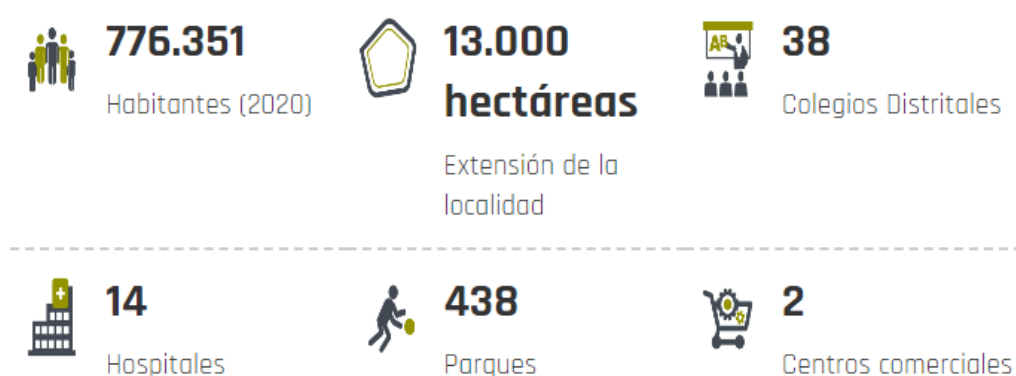 776.351
Habitantes (2020)
13.000
hectáreas
Extensión de la
localidad
AB
38
Colegios Distritales
14
Hospitales
438
Parques
2
Centros comerciales